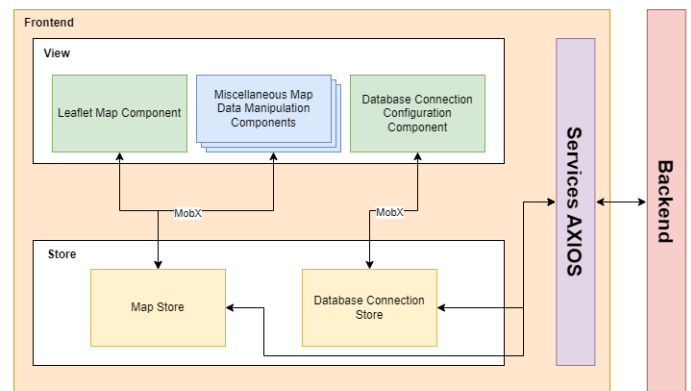 Frontend
View
Leaflet Map Component
Miscellaneous Map
Data Manipulation
Components
Database Connection
Configuration
Component
MobX
MobX
Store
Map Store
Database Connection
Store
Services AXIOS
Backend